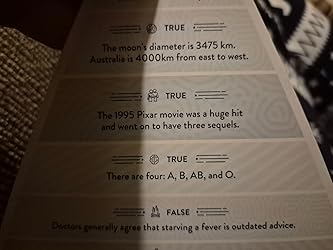 TRUE
The moon's diameter is 3475 km.
Australia is 4000km from east to west.
TRUE
The 1995 Pixar movie was a huge hit
and went on to have three sequels.
TRUE
There are four: A, B, AB, and O.
FALSE
Doctors generally agree that starving a fever is outdated advice.